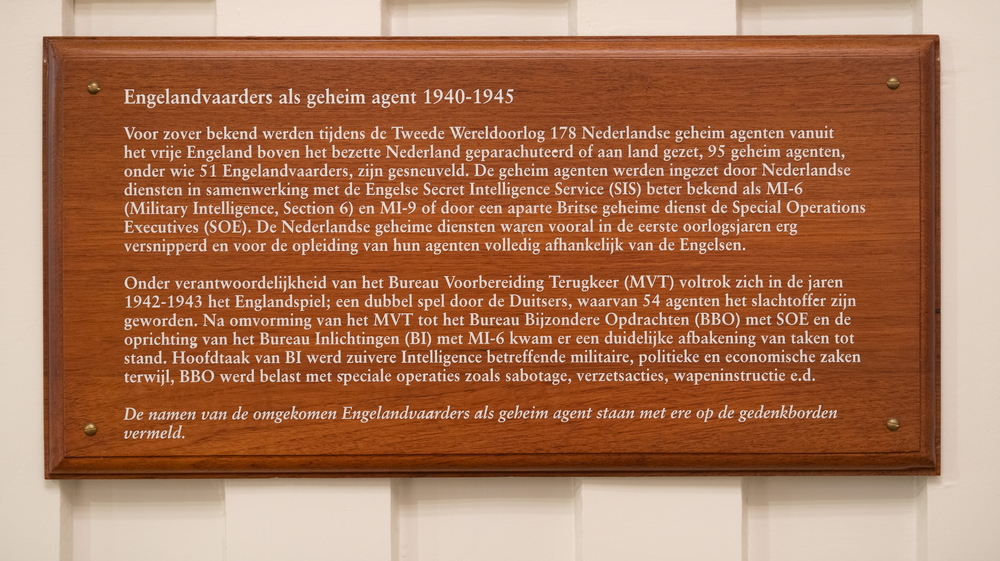 Engelandvaarders als geheim agent 1940-1945
Voor zover bekend werden tijdens de Tweede Wereldoorlog 178 Nederlandse geheim agenten vanuit
het vrije Engeland boven het bezette Nederland geparachuteerd of aan land gezet, 95 geheim agenten,
onder wie 51 Engelandvaarders, zijn gesneuveld. De geheim agenten werden ingezet door Nederlandse
diensten in samenwerking met de Engelse Secret Intelligence Service (SIS) beter bekend als MI-6
(Military Intelligence, Section 6) en MI-9 of door een aparte Britse geheime dienst de Special Operations
Executives (SOE). De Nederlandse geheime diensten waren vooral in de eerste oorlogsjaren erg
versnipperd en voor de opleiding van hun agenten volledig afhankelijk van de Engelsen.
Onder verantwoordelijkheid van het Bureau Voorbereiding Terugkeer (MVT) voltrok zich in de jaren
1942-1943 het Englandspiel; een dubbel spel door de Duitsers, waarvan 54 agenten het slachtoffer zijn
geworden. Na omvorming van het MVT tot het Bureau Bijzondere Opdrachten (BBO) met SOE en de
oprichting van het Bureau Inlichtingen (BI) met MI-6 kwam er een duidelijke afbakening van taken tot
stand. Hoofdtaak van BI werd zuivere Intelligence betreffende militaire, politieke en economische zaken
terwijl, BBO werd belast met speciale operaties zoals sabotage, verzetsacties, wapeninstructie e.d.
De namen van de omgekomen Engelandvaarders als geheim agent staan met ere op de gedenkborden
vermeld.